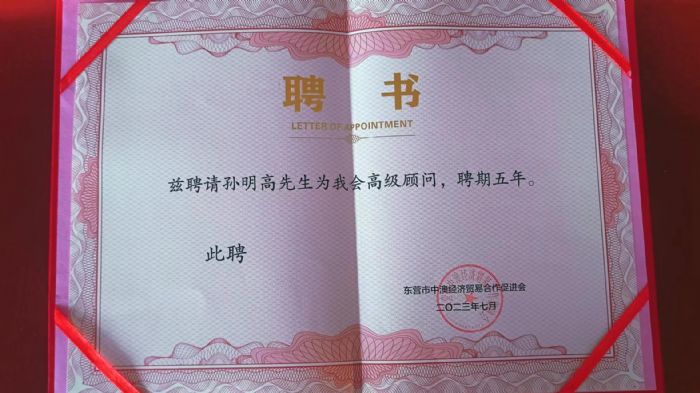 聘 书
LETTER OF APPOINTMENT
兹聘请孙明高先生为我会高级顾问，聘期五年。
此聘
东营市中澳经济贸易合作促进会
二〇二三年七月